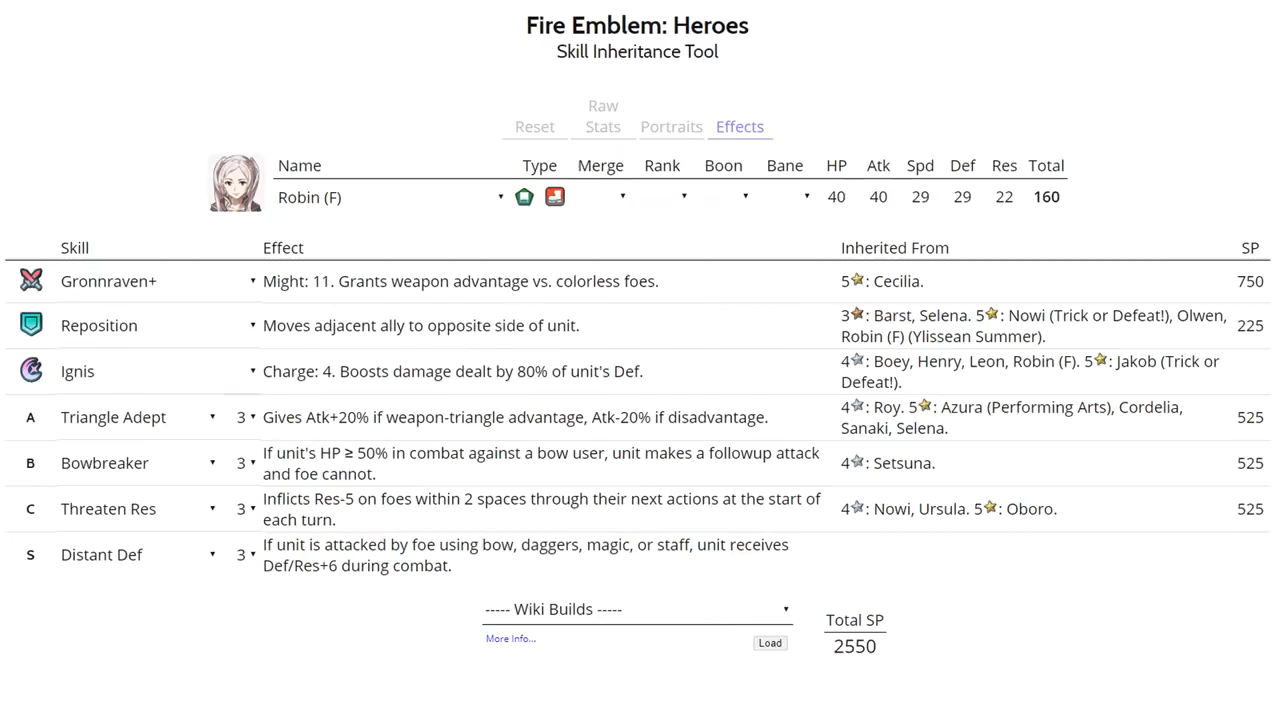 Fire Emblem: Heroes
Skill Inheritance Tool
Reset Raw Stats Portraits Effects
Name Type Merge Rank Boon Bane HP Atk Spd Def Res Total
Robin (F) 40 40 29 29 22 160
Skill Effect Inherited From SP
Gronnraven+ Might: 11. Grants weapon advantage vs. colorless foes. 5⭐: Cecilia. 750
Reposition Moves adjacent ally to opposite side of unit. 3⭐: Barst, Selena. 5⭐: Nowi (Trick or Defeat!), Olwen, 225
Robin (F) (Ylissean Summer).
Ignis Charge: 4. Boosts damage dealt by 80% of unit's Def. 4⭐: Boey, Henry, Leon, Robin (F). 5⭐: Jakob (Trick or
Defeat!).
A Triangle Adept 3 Gives Atk+20% if weapon-triangle advantage, Atk-20% if disadvantage. 4⭐: Roy. 5⭐: Azura (Performing Arts), Cordelia, 525
Sanaki, Selena.
B Bowbreaker 3 If unit's HP ≥ 50% in combat against a bow user, unit makes a followup attack 4⭐: Setsuna. 525
and foe cannot.
C Threaten Res 3 Inflicts Res-5 on foes within 2 spaces through their next actions at the start of 4⭐: Nowi, Ursula. 5⭐: Oboro. 525
each turn.
S Distant Def 3 If unit is attacked by foe using bow, daggers, magic, or staff, unit receives
Def/Res+6 during combat.
----- Wiki Builds -----
Total SP
More Info... Load
2550